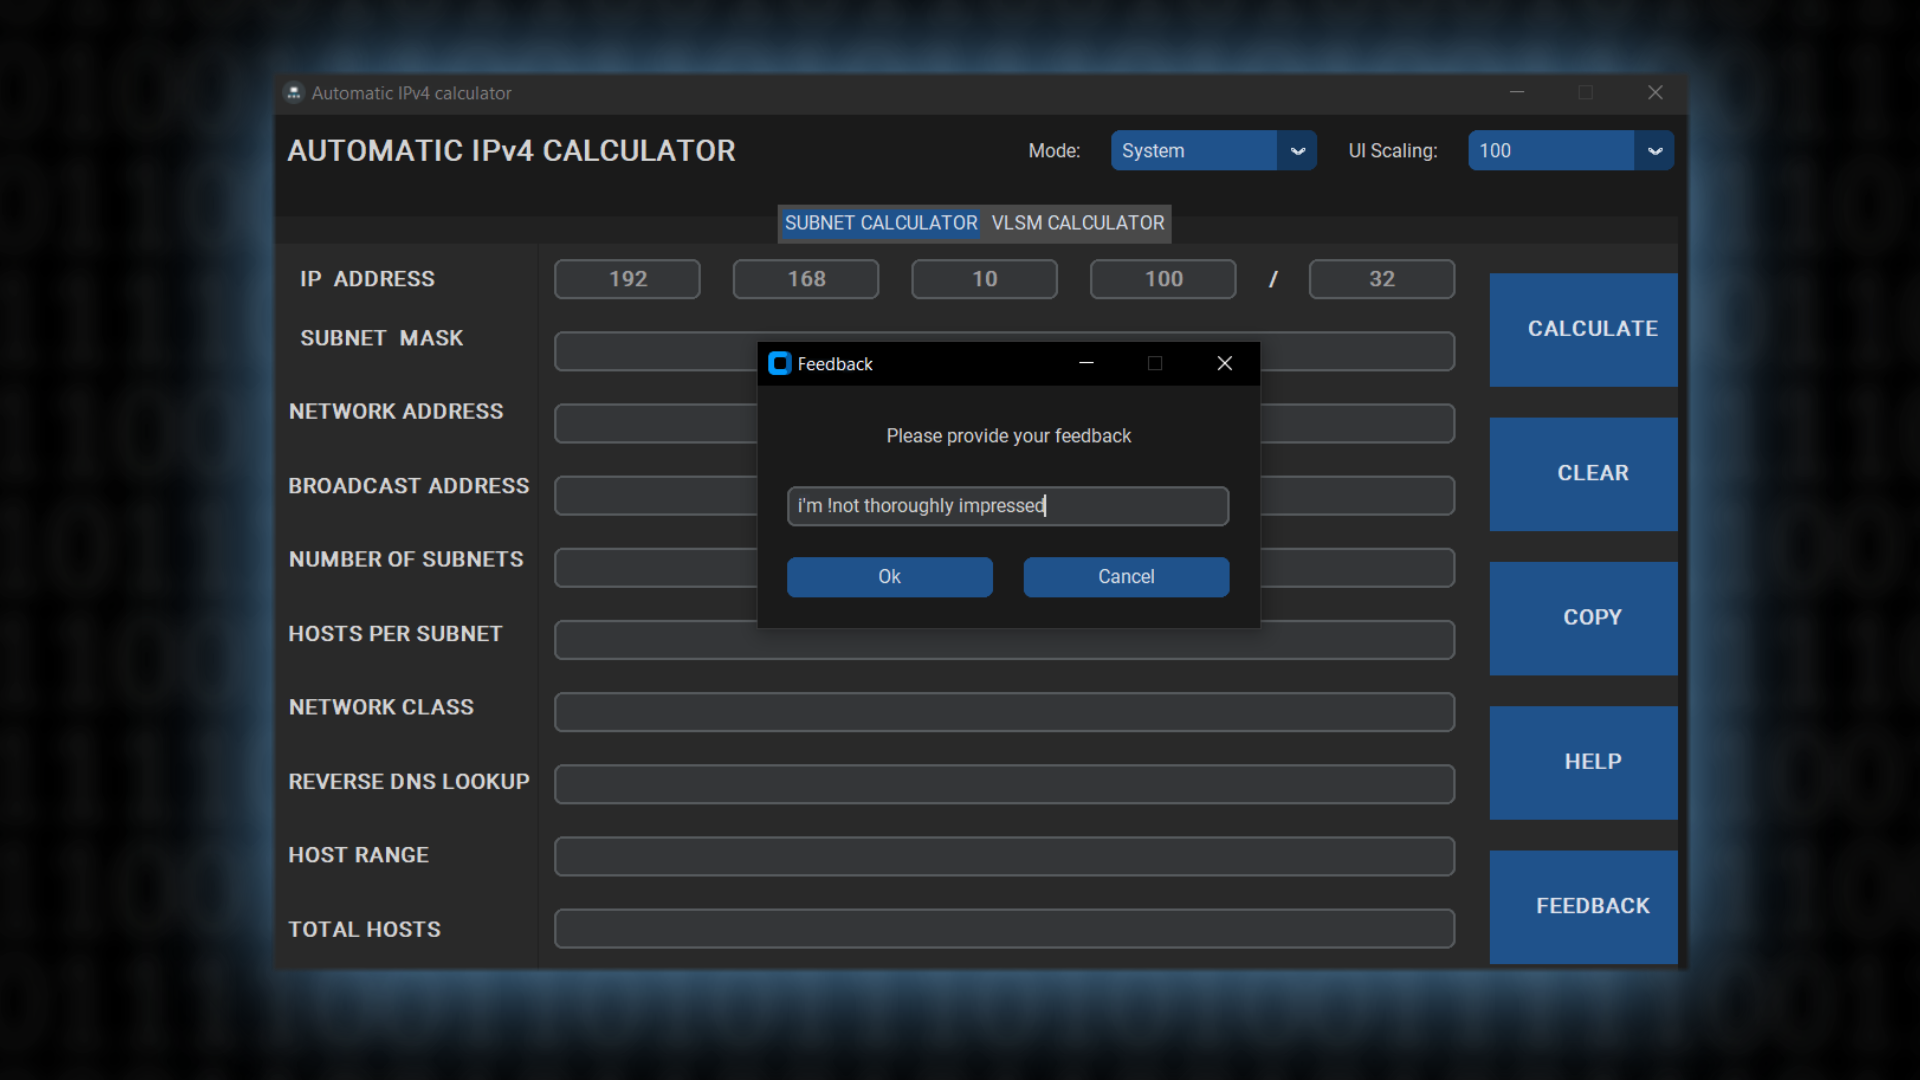 Automatic IPv4 calculator
AUTOMATIC IPv4 CALCULATOR
Mode: System UI Scaling: 100
SUBNET CALCULATOR VLSM CALCULATOR
IP ADDRESS 192 168 10 100 / 32
SUBNET MASK
NETWORK ADDRESS
BROADCAST ADDRESS
NUMBER OF SUBNETS
HOSTS PER SUBNET
NETWORK CLASS
REVERSE DNS LOOKUP
HOST RANGE
TOTAL HOSTS
Feedback
Please provide your feedback
i'm !not thoroughly impressed
Ok Cancel
CALCULATE
CLEAR
COPY
HELP
FEEDBACK